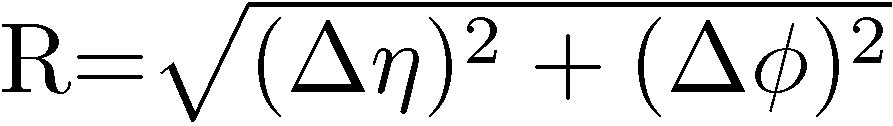 R=√((Δη)² + (Δϕ)²)